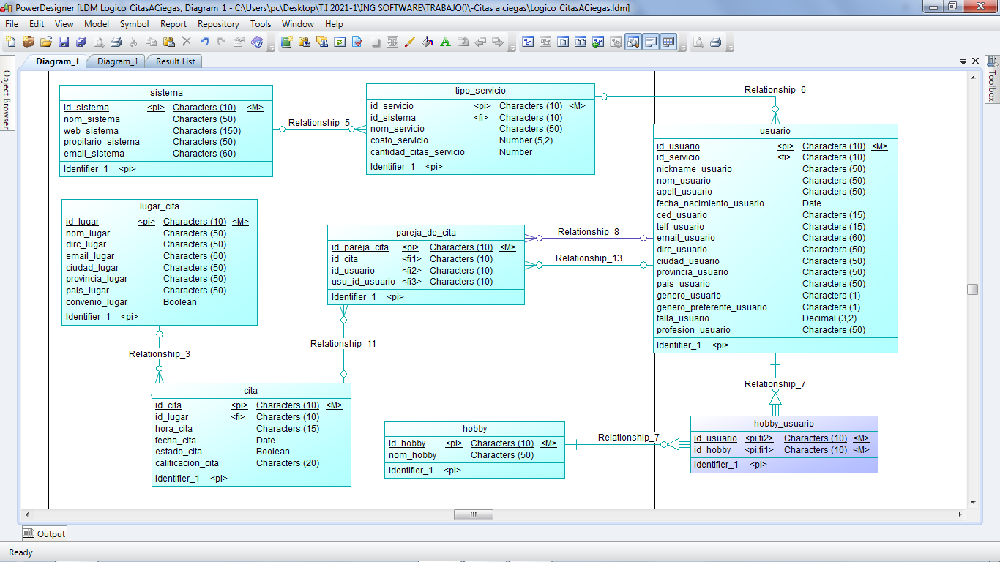 PowerDesigner [LDM Logico_CitasACiegas, Diagram_1 - C:\Users\pc\Desktop\T.I 2021-1\ING SOFTWARE\TRABAJO()\-Citas a ciegas\Logico_CitasACiegas.ldm]
File Edit View Model Symbol Report Repository Tools Window Help
Diagram_1 Diagram_1 Result List
Object Browser
Toolbox
sistema
id_sistema <pi> Characters (10) <M>
nom_sistema Characters (50)
web_sistema Characters (150)
propitario_sistema Characters (50)
email_sistema Characters (60)
Identifier_1 <pi>
Relationship_5
tipo_servicio
id_servicio <pi> Characters (10) <M>
id_sistema <fi> Characters (10)
nom_servicio Characters (50)
costo_servicio Number (5,2)
cantidad_citas_servicio Number
Identifier_1 <pi>
Relationship_6
usuario
id_usuario <pi> Characters (10) <M>
id_servicio <fi> Characters (10)
nickname_usuario Characters (50)
nom_usuario Characters (50)
apell_usuario Characters (50)
fecha_nacimiento_usuario Date
ced_usuario Characters (15)
telf_usuario Characters (15)
email_usuario Characters (60)
dirc_usuario Characters (50)
ciudad_usuario Characters (50)
provincia_usuario Characters (50)
pais_usuario Characters (50)
genero_usuario Characters (1)
genero_preferente_usuario Characters (1)
talla_usuario Decimal (3,2)
profesion_usuario Characters (50)
Identifier_1 <pi>
lugar_cita
id_lugar <pi> Characters (10) <M>
nom_lugar Characters (50)
dirc_lugar Characters (50)
email_lugar Characters (60)
ciudad_lugar Characters (50)
provincia_lugar Characters (50)
pais_lugar Characters (50)
convenio_lugar Boolean
Identifier_1 <pi>
pareja_de_cita
id_pareja_cita <pi> Characters (10) <M>
id_cita <fi1> Characters (10)
id_usuario <fi2> Characters (10)
usu_id_usuario <fi3> Characters (10)
Identifier_1 <pi>
Relationship_8
Relationship_13
Relationship_11
Relationship_3
cita
id_cita <pi> Characters (10) <M>
id_lugar <fi> Characters (10)
hora_cita Characters (15)
fecha_cita Date
estado_cita Boolean
calificacion_cita Characters (20)
Identifier_1 <pi>
hobby
id_hobby <pi> Characters (10) <M>
nom_hobby Characters (50)
Identifier_1 <pi>
Relationship_7
Relationship_7
hobby_usuario
id_usuario <pi,fi2> Characters (10) <M>
id_hobby <pi,fi1> Characters (10) <M>
Identifier_1 <pi>
Output
Ready